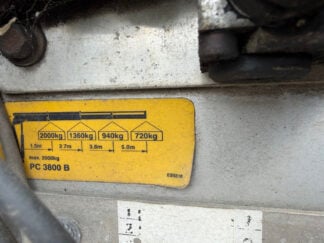 2000kg 1360kg 940kg 720kg
1.5m 2.7m 3.8m 5.0m
max. 2000kg
PC 3800 B